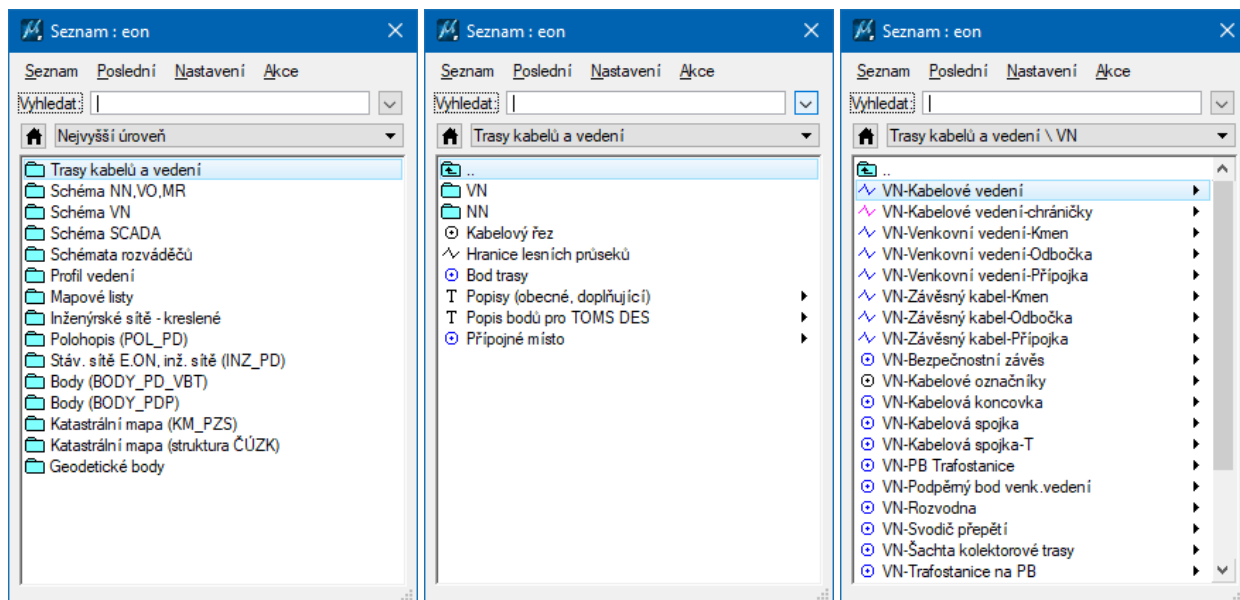 Seznam : eon
Seznam Poslední Nastavení Akce
Vyhledat:
Nejvyšší úroveň
Trasy kabelů a vedení
Schéma NN,VO,MR
Schéma VN
Schéma SCADA
Schémata rozváděčů
Profil vedení
Mapové listy
Inženýrské sítě - kreslené
Polohopis (POL_PD)
Stáv. sítě E.ON, inž. sítě (INZ_PD)
Body (BODY_PD_VBT)
Body (BODY_PDP)
Katastrální mapa (KM_PZS)
Katastrální mapa (struktura ČÚZK)
Geodetické body
Seznam : eon
Seznam Poslední Nastavení Akce
Vyhledat:
Trasy kabelů a vedení
..
VN
NN
Kabelový řez
Hranice lesních průseků
Bod trasy
T Popisy (obecné, doplňující)
T Popis bodů pro TOMS DES
Přípojné místo
Seznam : eon
Seznam Poslední Nastavení Akce
Vyhledat:
Trasy kabelů a vedení \ VN
..
VN-Kabelové vedení
VN-Kabelové vedení-chráničky
VN-Venkovní vedení-Kmen
VN-Venkovní vedení-Odbočka
VN-Venkovní vedení-Přípojka
VN-Závěsný kabel-Kmen
VN-Závěsný kabel-Odbočka
VN-Závěsný kabel-Přípojka
VN-Bezpečnostní závěs
VN-Kabelové označníky
VN-Kabelová koncovka
VN-Kabelová spojka
VN-Kabelová spojka-T
VN-PB Trafostanice
VN-Podpěrný bod venk.vedení
VN-Rozvodna
VN-Svodič přepětí
VN-Šachta kolektorové trasy
VN-Trafostanice na PB